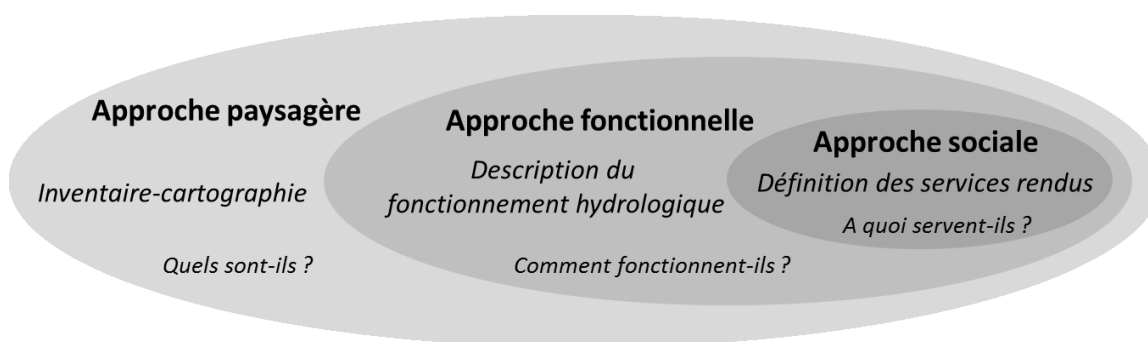 Approche paysagère
Inventaire-cartographie
Quels sont-ils ?
Approche fonctionnelle
Description du
fonctionnement hydrologique
Comment fonctionnent-ils ?
Approche sociale
Définition des services rendus
A quoi servent-ils ?